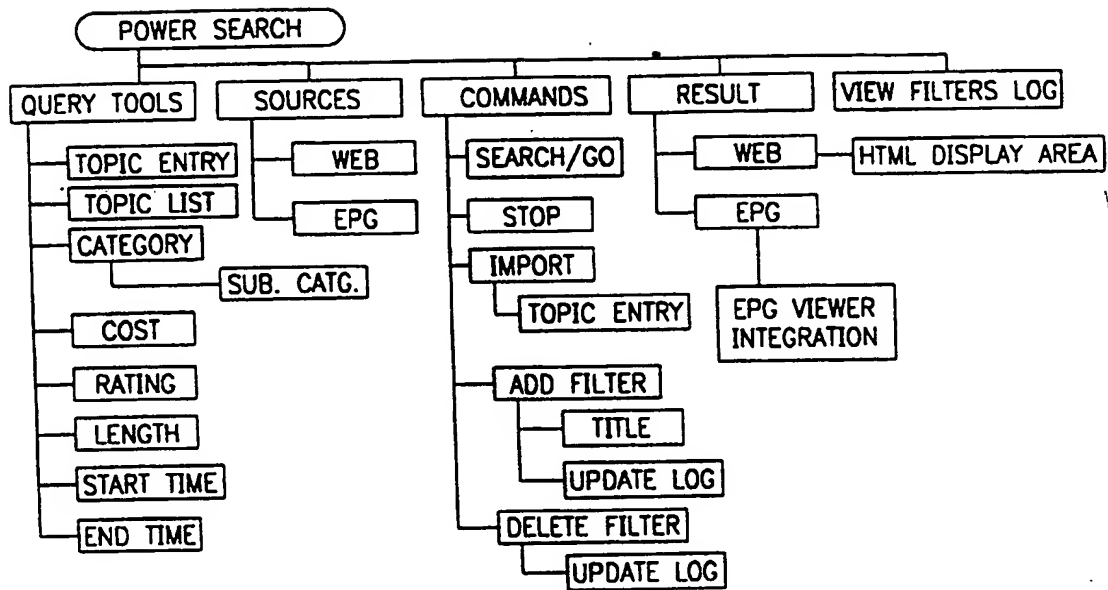 POWER SEARCH
QUERY TOOLS
SOURCES
COMMANDS
RESULT
VIEW FILTERS LOG
TOPIC ENTRY
TOPIC LIST
CATEGORY
SUB. CATG.
COST
RATING
LENGTH
START TIME
END TIME
WEB
EPG
SEARCH/GO
STOP
IMPORT
TOPIC ENTRY
ADD FILTER
TITLE
UPDATE LOG
DELETE FILTER
UPDATE LOG
WEB
HTML DISPLAY AREA
EPG
EPG VIEWER
INTEGRATION